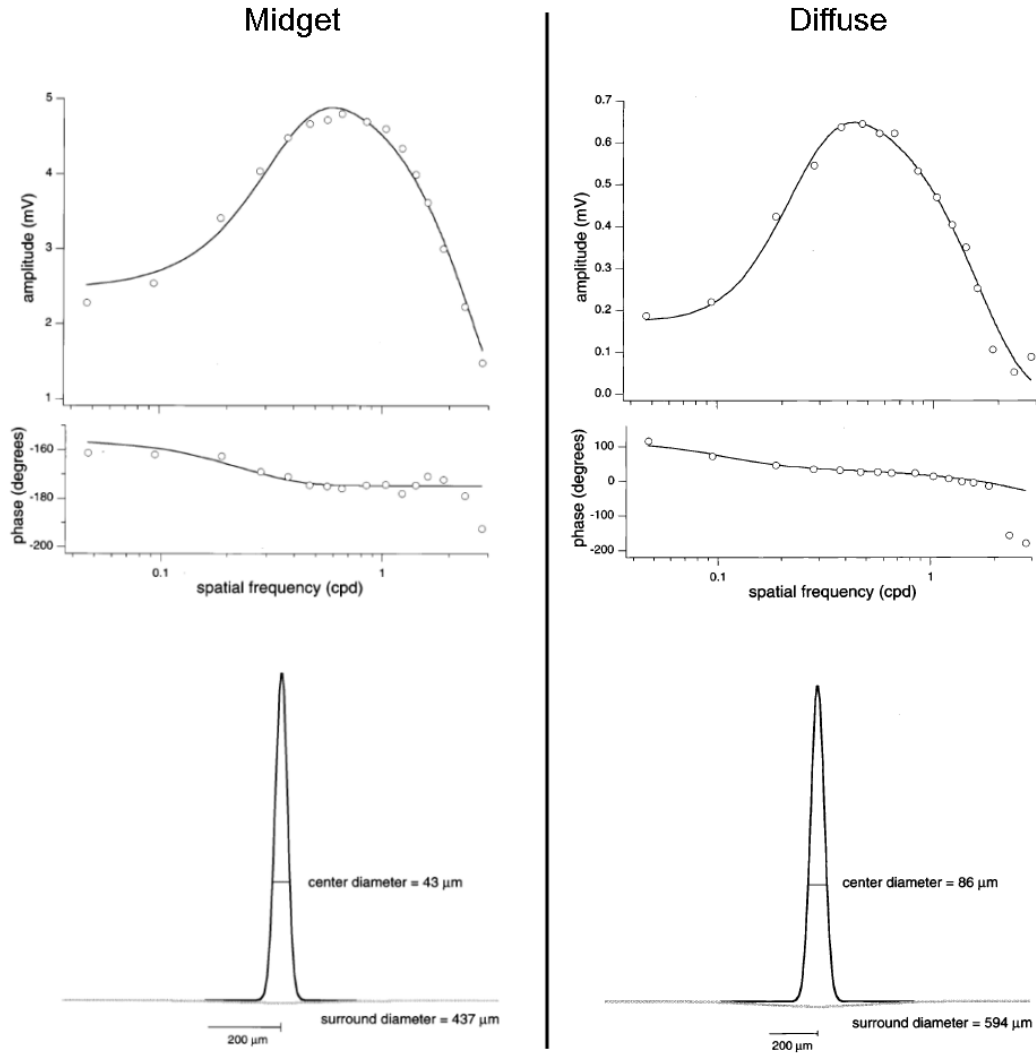 Midget
amplitude (mV)
5
4
3
2
1
phase (degrees)
-160
-180
-200
0.1
1
spatial frequency (cpd)
center diameter = 43 μm
surround diameter = 437 μm
200 μm
Diffuse
amplitude (mV)
0.7
0.6
0.5
0.4
0.3
0.2
0.1
0.0
phase (degrees)
100
0
-100
-200
0.1
1
spatial frequency (cpd)
center diameter = 86 μm
surround diameter = 594 μm
200 μm